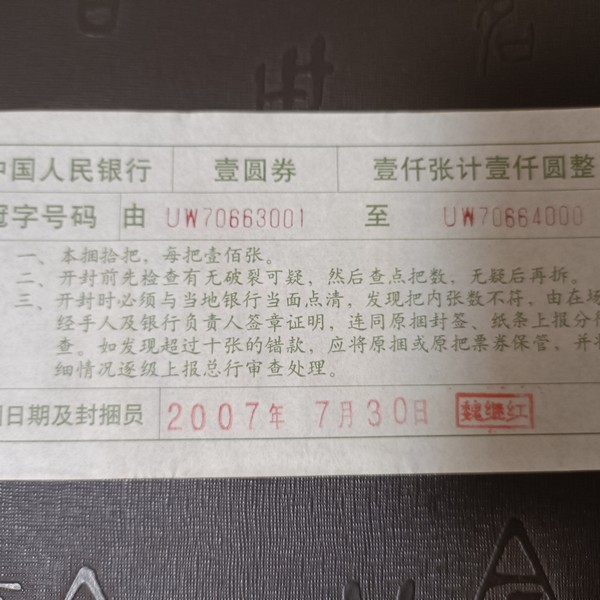 中国人民银行 壹圆券 壹仟张计壹仟圆整
冠字号码 由 UW70663001 至 UW70664000
一、本捆拾把，每把壹佰张。
二、开封前先检查有无破裂可疑，然后查点把数，无疑后再拆。
三、开封时必须与当地银行当面点清，发现把内张数不符，由在场
经手人及银行负责人签章证明，连同原捆封签、纸条上报分行
查。如发现超过十张的错款，应将原捆或原把票券保管，并将
细情况逐级上报总行审查处理。
日期及封捆员 2007年 7月30日 魏继红